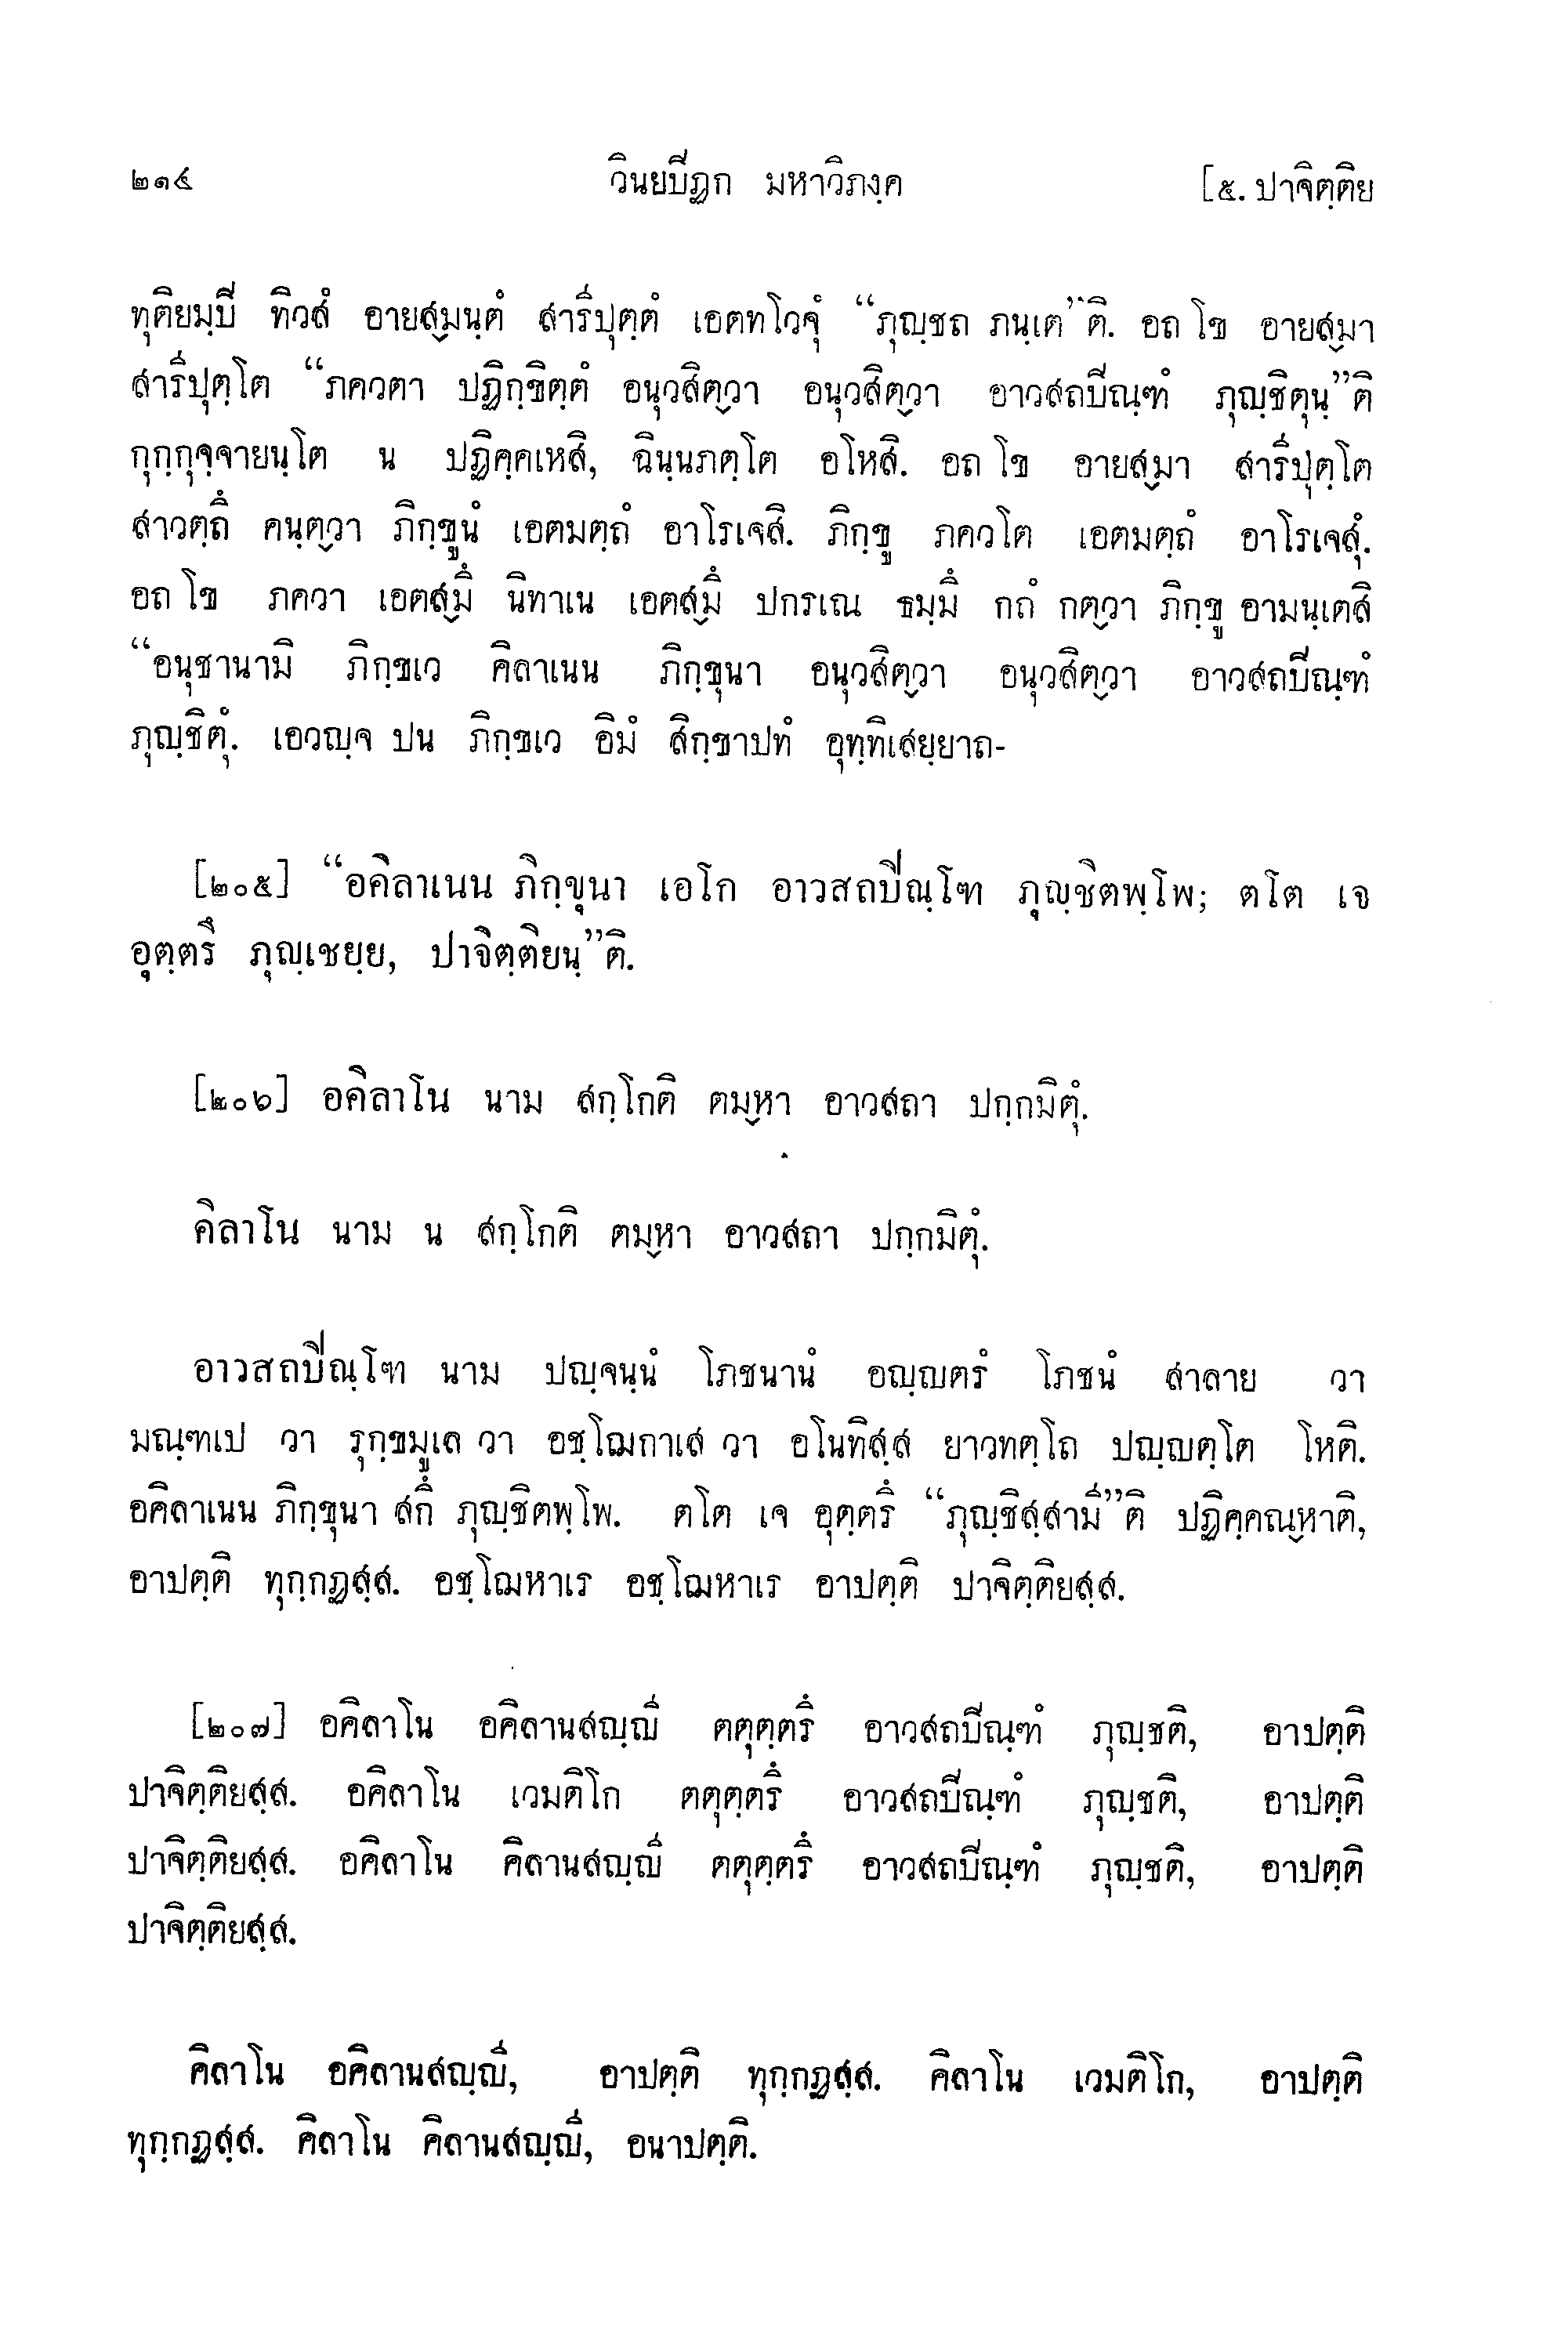 ๒๑๔ วินยปิฏก มหาวิภงฺค [๕. ปาจิตฺติย
ทุติยมฺปิ ทิวสํ อายสฺมนฺตํ สาริปุตฺตํ เอตทโวจุํ “ภุญฺชถ ภนฺเต”ติ. อถ โข อายสฺมา
สาริปุตฺโต “ภควตา ปฏิกฺขิตฺตํ อนุวสิตฺวา อนุวสิตฺวา อาวสถปิณฺฑํ ภุญฺชิตุนฺ”ติ
กุกฺกุจฺจายนฺโต น ปฏิคฺคเหสิ, ฉินฺนภตฺโต อโหสิ. อถ โข อายสฺมา สาริปุตฺโต
สาวตฺถึ คนฺตฺวา ภิกฺขูนํ เอตมตฺถํ อาโรเจสิ. ภิกฺขู ภควโต เอตมตฺถํ อาโรเจสุํ.
อถ โข ภควา เอตสฺมึ นิทาเน เอตสฺมึ ปกรเณ ธมฺมึ กถํ กตฺวา ภิกฺขู อามนฺเตสิ
“อนุชานามิ ภิกฺขเว คิลาเนน ภิกฺขุนา อนุวสิตฺวา อนุวสิตฺวา อาวสถปิณฺฑํ
ภุญฺชิตุํ. เอวญฺจ ปน ภิกฺขเว อิมํ สิกฺขาปทํ อุทฺทิเสยฺยาถ-
[๒๐๕] “อคิลาเนน ภิกฺขุนา เอโก อาวสถปิณฺโฑ ภุญฺชิตพฺโพ; ตโต เจ
อุตฺตรึ ภุญฺเชยฺย, ปาจิตฺติยนฺ”ติ.
[๒๐๖] อคิลาโน นาม สกฺโกติ ตมฺหา อาวสถา ปกฺกมิตุํ.
คิลาโน นาม น สกฺโกติ ตมฺหา อาวสถา ปกฺกมิตุํ.
อาวสถปิณฺโฑ นาม ปญฺจนฺนํ โภชนานํ อญฺญตรํ โภชนํ สาลาย วา
มณฺฑเป วา รุกฺขมูเล วา อชฺโฌกาเส วา อโนทิสฺส ยาวทตฺโถ ปญฺญตฺโต โหติ.
อคิลาเนน ภิกฺขุนา สกึ ภุญฺชิตพฺโพ. ตโต เจ อุตฺตรึ “ภุญฺชิสฺสามี”ติ ปฏิคฺคณฺหาติ,
อาปตฺติ ทุกฺกฏสฺส. อชฺโฌหาเร อชฺโฌหาเร อาปตฺติ ปาจิตฺติยสฺส.
[๒๐๗] อคิลาโน อคิลานสญฺญี ตตุตฺตรึ อาวสถปิณฺฑํ ภุญฺชติ, อาปตฺติ
ปาจิตฺติยสฺส. อคิลาโน เวมติโก ตตุตฺตรึ อาวสถปิณฺฑํ ภุญฺชติ, อาปตฺติ
ปาจิตฺติยสฺส. อคิลาโน คิลานสญฺญี ตตุตฺตรึ อาวสถปิณฺฑํ ภุญฺชติ, อาปตฺติ
ปาจิตฺติยสฺส.
คิลาโน อคิลานสญฺญี, อาปตฺติ ทุกฺกฏสฺส. คิลาโน เวมติโก, อาปตฺติ
ทุกฺกฏสฺส. คิลาโน คิลานสญฺญี, อนาปตฺติ.